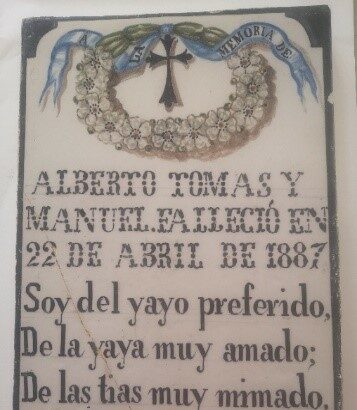 A LA MEMORIA DE
ALBERTO TOMAS Y
MANUEL. FALLECIÓ EN
22 DE ABRIL DE 1887
Soy del yayo preferido,
De la yaya muy amado;
De las tias muy mimado,